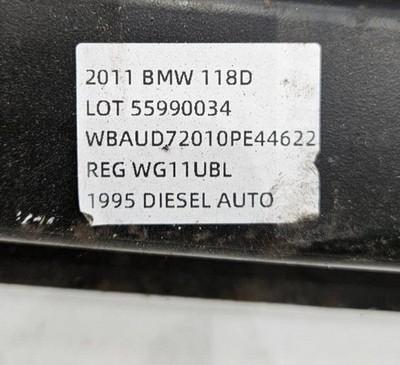 2011 BMW 118D
LOT 55990034
WBAUD72010PE44622
REG WG11UBL
1995 DIESEL AUTO